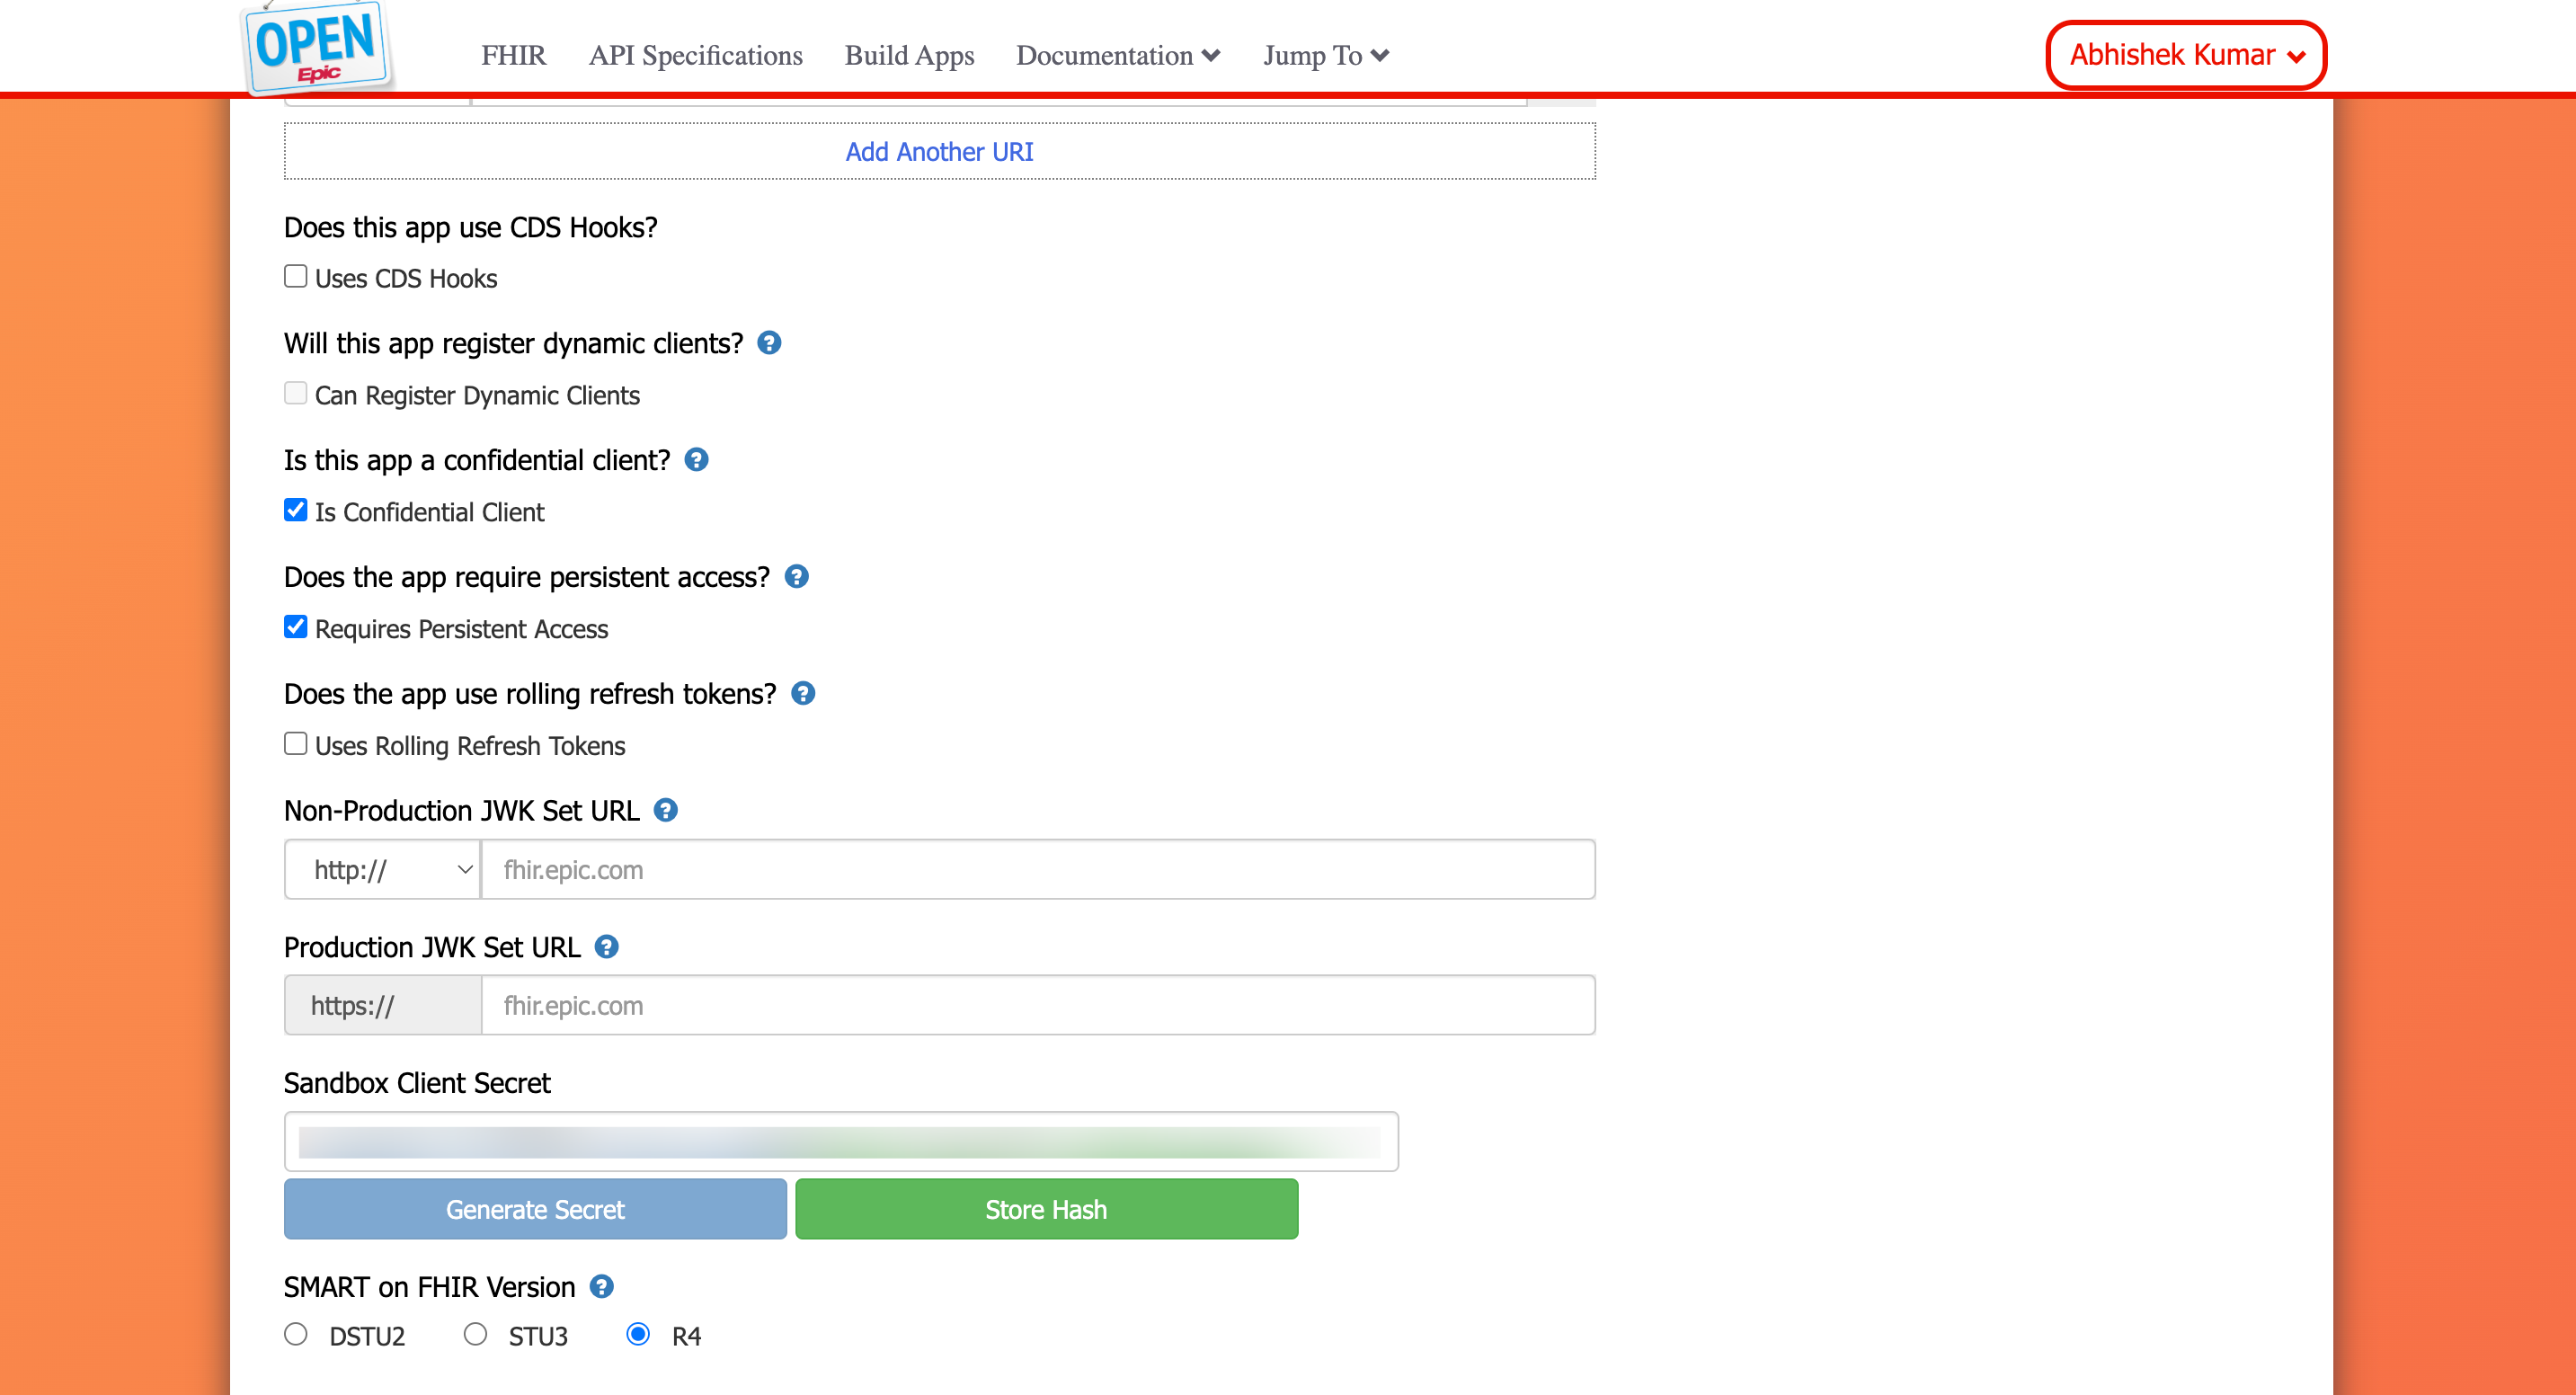 OPEN
Epic
FHIR
API Specifications
Build Apps
Documentation
Jump To
Abhishek Kumar
Add Another URI
Does this app use CDS Hooks?
Uses CDS Hooks
Will this app register dynamic clients?
Can Register Dynamic Clients
Is this app a confidential client?
Is Confidential Client
Does the app require persistent access?
Requires Persistent Access
Does the app use rolling refresh tokens?
Uses Rolling Refresh Tokens
Non-Production JWK Set URL
http:// fhir.epic.com
Production JWK Set URL
https:// fhir.epic.com
Sandbox Client Secret
Generate Secret
Store Hash
SMART on FHIR Version
DSTU2 STU3 R4